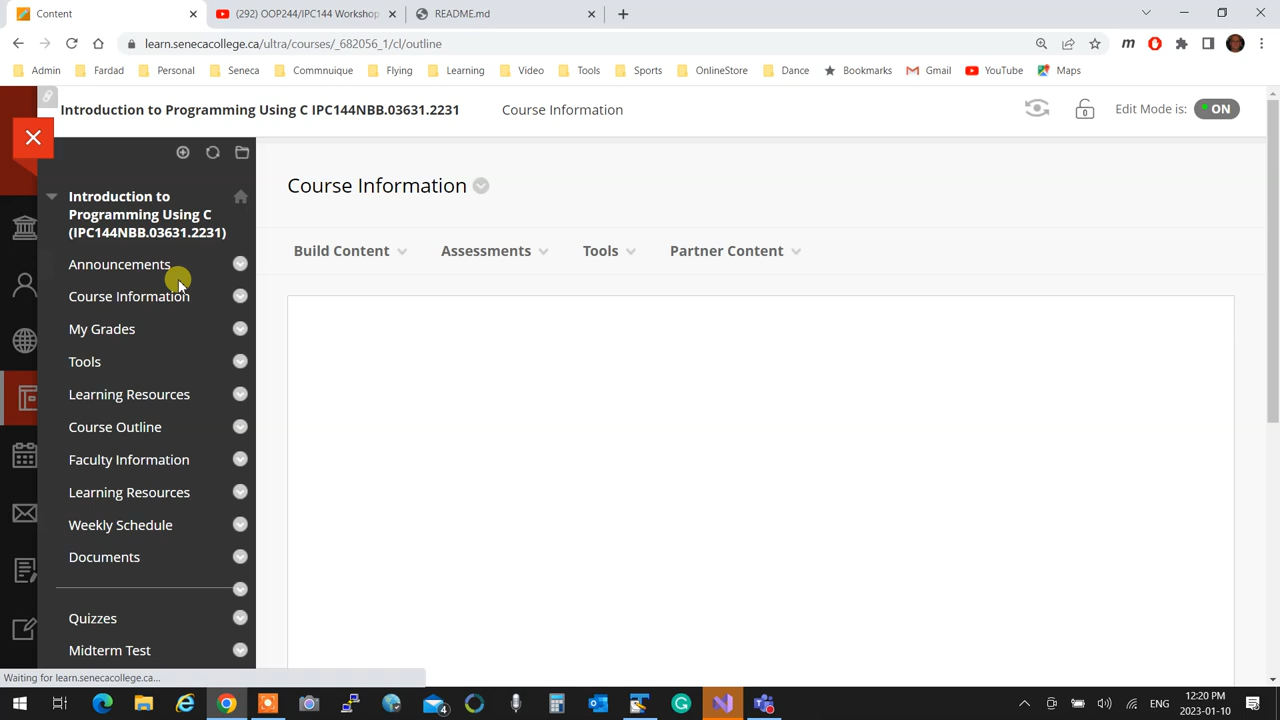 Content
(292) OOP244/IPC144 Workshop
README.md
learn.senecacollege.ca/ultra/courses/_682056_1/cl/outline
Admin
Fardad
Personal
Seneca
Commnuique
Flying
Learning
Video
Tools
Sports
OnlineStore
Dance
Bookmarks
Gmail
YouTube
Maps
Introduction to Programming Using C IPC144NBB.03631.2231)
Course Information
0
Edit Mode is:
ON
Introduction to
Programming Using C
(IPC144NBB.03631.2231)
Announcements
Course Information
My Grades
Tools
Learning Resources
Course Outline
Faculty Information
Learning Resources
Weekly Schedule
Documents
Quizzes
Midterm Test
Course Information
Build Content
Assessments
Tools
Partner Content
Waiting for learn.senecacollege.ca...
4
ENG
12:20 PM
2023-01-10